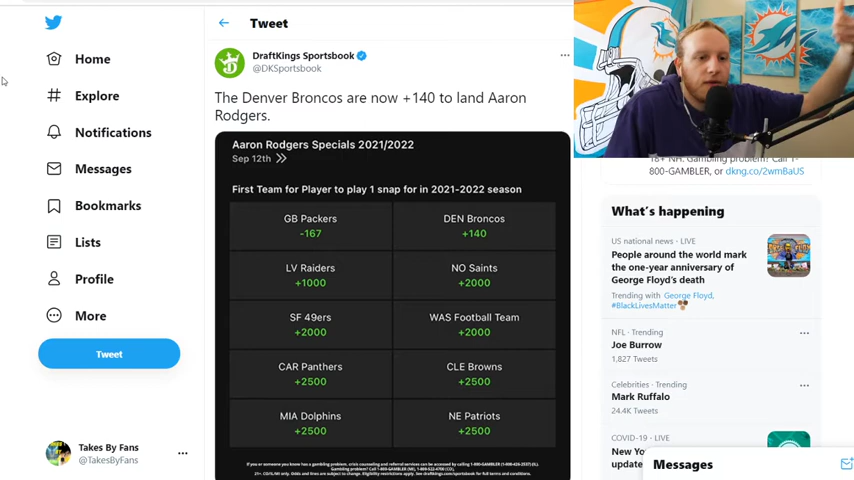 Home
Explore
Notifications
Messages
Bookmarks
Lists
Profile
More
Tweet
Takes By Fans
@TakesByFans
Tweet
DraftKings Sportsbook
@DKSportsbook
The Denver Broncos are now +140 to land Aaron
Rodgers.
Aaron Rodgers Specials 2021/2022
Sep 12th
First Team for Player to play 1 snap for in 2021-2022 season
GB Packers
-167
DEN Broncos
+140
LV Raiders
+1000
NO Saints
+2000
SF 49ers
+2000
WAS Football Team
+2000
CAR Panthers
+2500
CLE Browns
+2500
MIA Dolphins
+2500
NE Patriots
+2500
18+ NH. Gambling problem? Call 1-
800-GAMBLER, or dkng.co/2wmBaUS
What's happening
US national news · LIVE
People around the world mark
the one-year anniversary of
George Floyd's death
Trending with George Floyd,
#BlackLivesMatter
NFL · Trending
Joe Burrow
1,827 Tweets
Celebrities · Trending
Mark Ruffalo
24.4K Tweets
COVID-19 · LIVE
New Yo
update
Messages